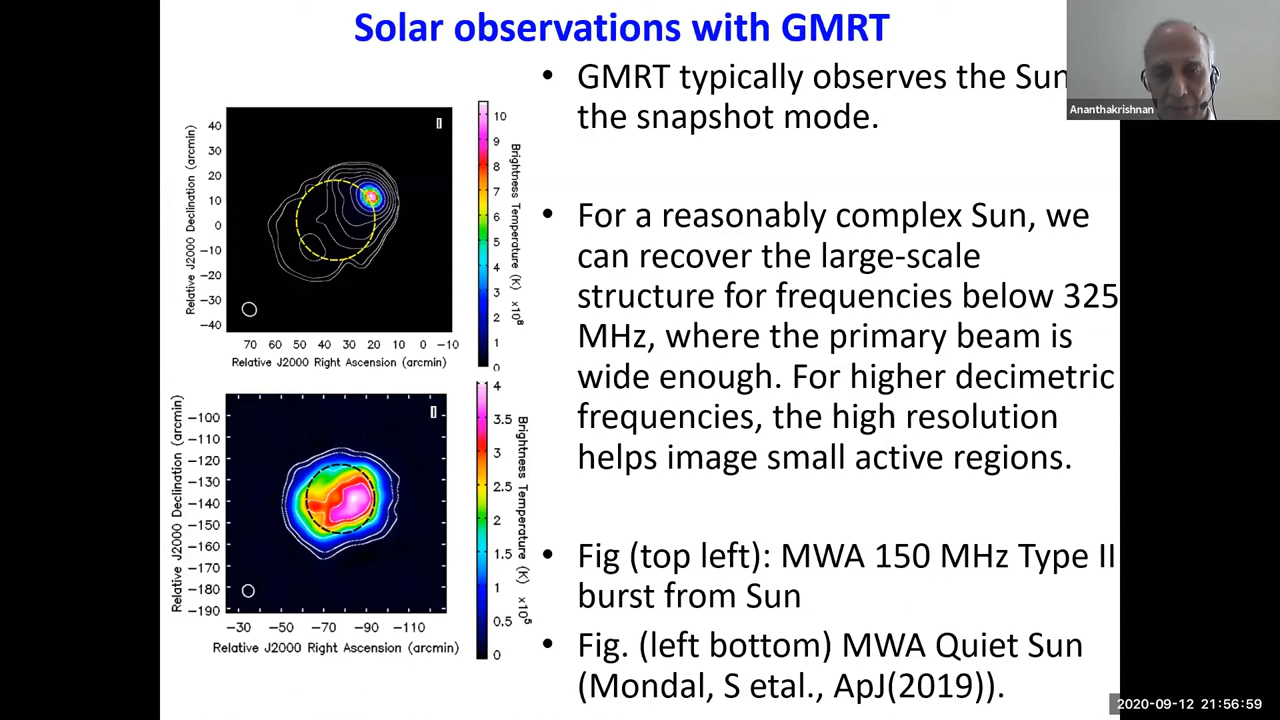 Solar observations with GMRT
• GMRT typically observes the Sun
the snapshot mode.
• For a reasonably complex Sun, we
can recover the large-scale
structure for frequencies below 325
MHz, where the primary beam is
wide enough. For higher decimetric
frequencies, the high resolution
helps image small active regions.
• Fig (top left): MWA 150 MHz Type II
burst from Sun
• Fig. (left bottom) MWA Quiet Sun
(Mondal, S etal., ApJ(2019)).
Ananthakrishnan
I
40
30
20
10
0
−10
−20
−30
−40
Relative J2000 Declination (arcmin)
70 60 50 40 30 20 10 0 −10
Relative J2000 Right Ascension (arcmin)
10
9
8
7
6
5
4
3
2
1
0
Brightness Temperature (K) x10⁸
I
−100
−110
−120
−130
−140
−150
−160
−170
−180
−190
Relative J2000 Declination (arcmin)
−30 −50 −70 −90 −110
Relative J2000 Right Ascension (arcmin)
4
3.5
3
2.5
2
1.5
1
0.5
0
Brightness Temperature (K) x10⁵
2020-09-12 21:56:59